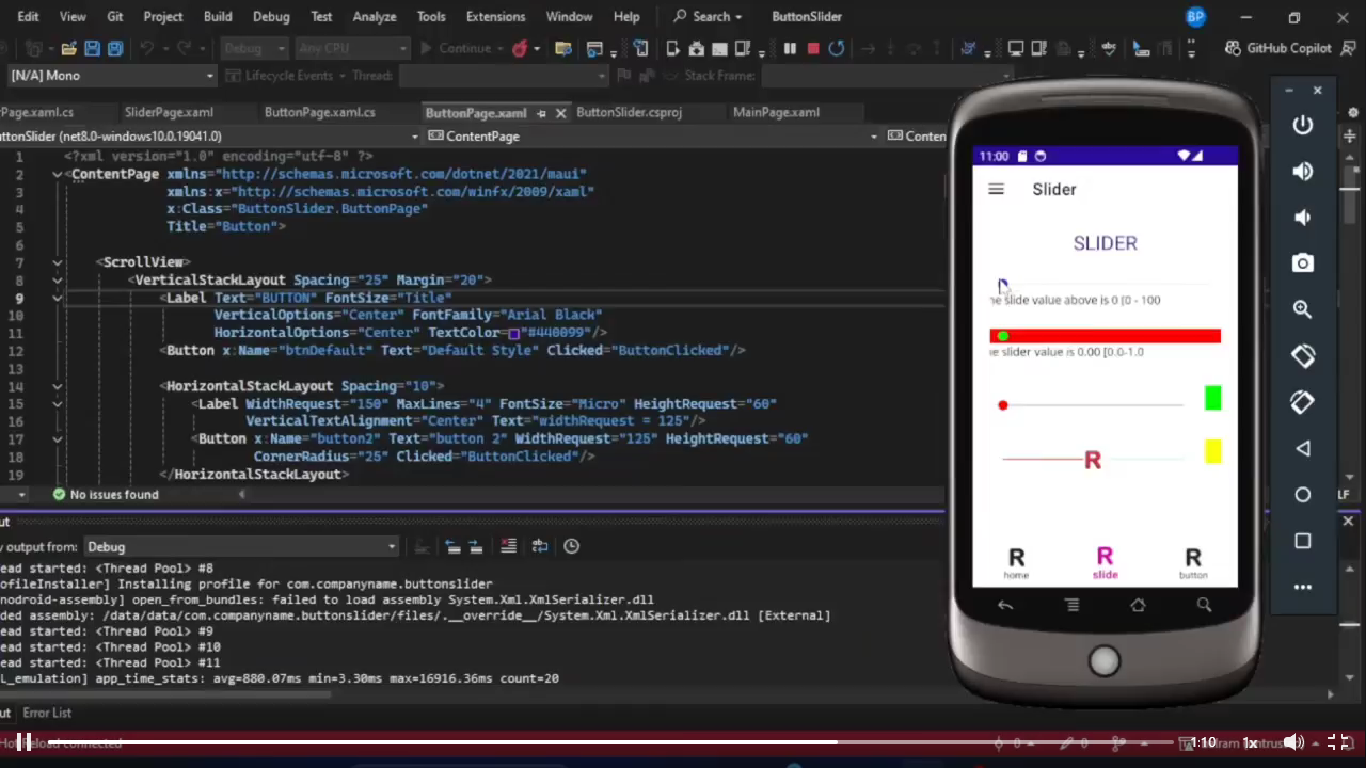 Edit View Git Project Build Debug Test Analyze Tools Extensions Window Help Search ButtonSlider BP
Debug Any CPU Continue GitHub Copilot
[N/A] Mono Lifecycle Events Thread: Stack Frame:
Page.xaml.cs SliderPage.xaml ButtonPage.xaml.cs ButtonPage.xaml ButtonSlider.csproj MainPage.xaml
uttonSlider (net8.0-windows10.0.19041.0) ContentPage Conten
1 <?xml version="1.0" encoding="utf-8" ?>
2 <ContentPage xmlns="http://schemas.microsoft.com/dotnet/2021/maui"
3 xmlns:x="http://schemas.microsoft.com/winfx/2009/xaml"
4 x:Class="ButtonSlider.ButtonPage"
5 Title="Button">
6
7 <ScrollView>
8 <VerticalStackLayout Spacing="25" Margin="20">
9 <Label Text="BUTTON" FontSize="Title"
10 VerticalOptions="Center" FontFamily="Arial Black"
11 HorizontalOptions="Center" TextColor="#440099"/>
12 <Button x:Name="btnDefault" Text="Default Style" Clicked="ButtonClicked"/>
13
14 <HorizontalStackLayout Spacing="10">
15 <Label WidthRequest="150" MaxLines="4" FontSize="Micro" HeightRequest="60"
16 VerticalTextAlignment="Center" Text="widthRequest = 125"/>
17 <Button x:Name="button2" Text="button 2" WidthRequest="125" HeightRequest="60"
18 CornerRadius="25" Clicked="ButtonClicked"/>
19 </HorizontalStackLayout>
No issues found LF
ut
y output from: Debug
ead started: <Thread Pool> #8
ofileInstaller] Installing profile for com.companyname.buttonslider
nodroid-assembly] open_from_bundles: failed to load assembly System.Xml.XmlSerializer.dll
ded assembly: /data/data/com.companyname.buttonslider/files/.__override__/System.Xml.XmlSerializer.dll [External]
ead started: <Thread Pool> #9
ead started: <Thread Pool> #10
ead started: <Thread Pool> #11
L_emulation] app_time_stats: avg=880.07ms min=3.30ms max=16916.36ms count=20
ut Error List
Hot Reload connected 0 0 1:10 1x
11:00
Slider
SLIDER
he slide value above is 0 [0 - 100
e slider value is 0.00 [0.0-1.0
R
R R R
home slide button